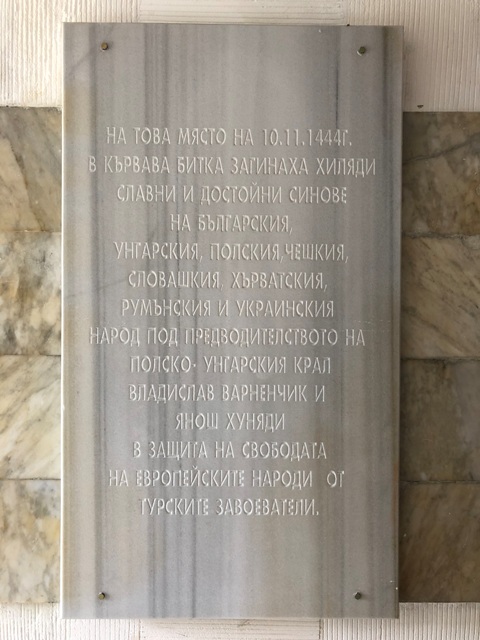 НА ТОВА МЯСТО НА 10.11.1444Г.
В КЪРВАВА БИТКА ЗАГИНАХА ХИЛЯДИ
СЛАВНИ И ДОСТОЙНИ СИНОВЕ
НА БЪЛГАРСКИЯ,
УНГАРСКИЯ, ПОЛСКИЯ,ЧЕШКИЯ,
СЛОВАШКИЯ, ХЪРВАТСКИЯ,
РУМЪНСКИЯ И УКРАИНСКИЯ
НАРОД ПОД ПРЕДВОДИТЕЛСТВОТО НА
ПОЛСКО- УНГАРСКИЯ КРАЛ
ВЛАДИСЛАВ ВАРНЕНЧИК И
ЯНОШ ХУНЯДИ
В ЗАЩИТА НА СВОБОДАТА
НА ЕВРОПЕЙСКИТЕ НАРОДИ ОТ
ТУРСКИТЕ ЗАВОЕВАТЕЛИ.